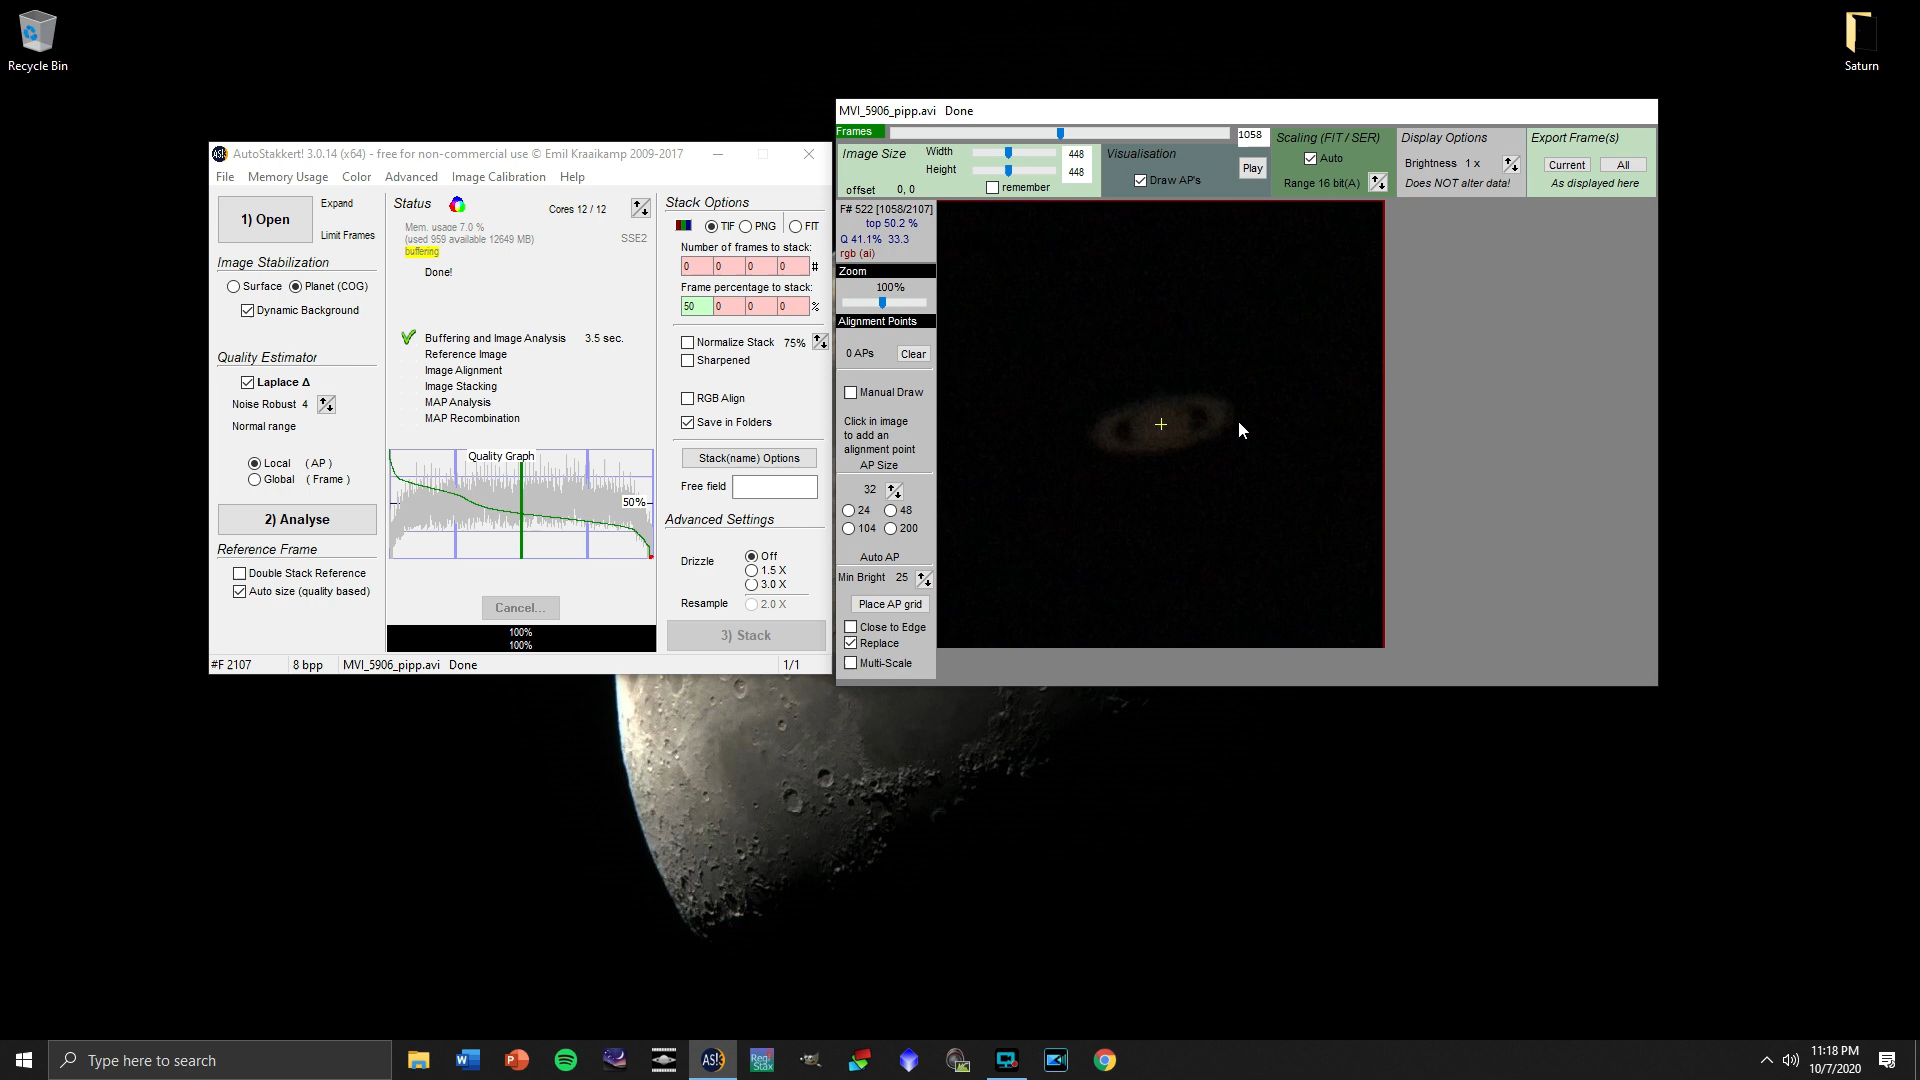 Recycle Bin
Saturn
AutoStakkert! 3.0.14 (x64) - free for non-commercial use © Emil Kraaikamp 2009-2017
File Memory Usage Color Advanced Image Calibration Help
1) Open
Expand
Limit Frames
Image Stabilization
Surface Planet (COG)
Dynamic Background
Quality Estimator
Laplace Δ
Noise Robust 4
Normal range
Local (AP)
Global (Frame)
2) Analyse
Reference Frame
Double Stack Reference
Auto size (quality based)
Status
Cores 12 / 12
Mem. usage 7.0 %
(used 959 available 12649 MB)
SSE2
buffering
Done!
Buffering and Image Analysis 3.5 sec.
Reference Image
Image Alignment
Image Stacking
MAP Analysis
MAP Recombination
Quality Graph
50%
Cancel...
100%
100%
Stack Options
TIF PNG FIT
Number of frames to stack:
0 0 0 0 #
Frame percentage to stack:
50 0 0 0 %
Normalize Stack 75%
Sharpened
RGB Align
Save in Folders
Stack(name) Options
Free field
Advanced Settings
Drizzle
Off
1.5 X
3.0 X
Resample 2.0 X
3) Stack
#F 2107 8 bpp MVI_5906_pipp.avi Done 1/1
MVI_5906_pipp.avi Done
Frames
1058
Image Size
Width 448
Height 448
offset 0, 0
remember
Visualisation
Draw AP's
Play
Scaling (FIT / SER)
Auto
Range 16 bit(A)
Display Options
Brightness 1 x
Does NOT alter data!
Export Frame(s)
Current All
As displayed here
F# 522 [1058/2107]
top 50.2 %
Q 41.1% 33.3
rgb (ai)
Zoom
100%
Alignment Points
0 APs Clear
Manual Draw
Click in image
to add an
alignment point
AP Size
32
24 48
104 200
Auto AP
Min Bright 25
Place AP grid
Close to Edge
Replace
Multi-Scale
Type here to search
W
P
AS!3
Regi
Stax
11:18 PM
10/7/2020